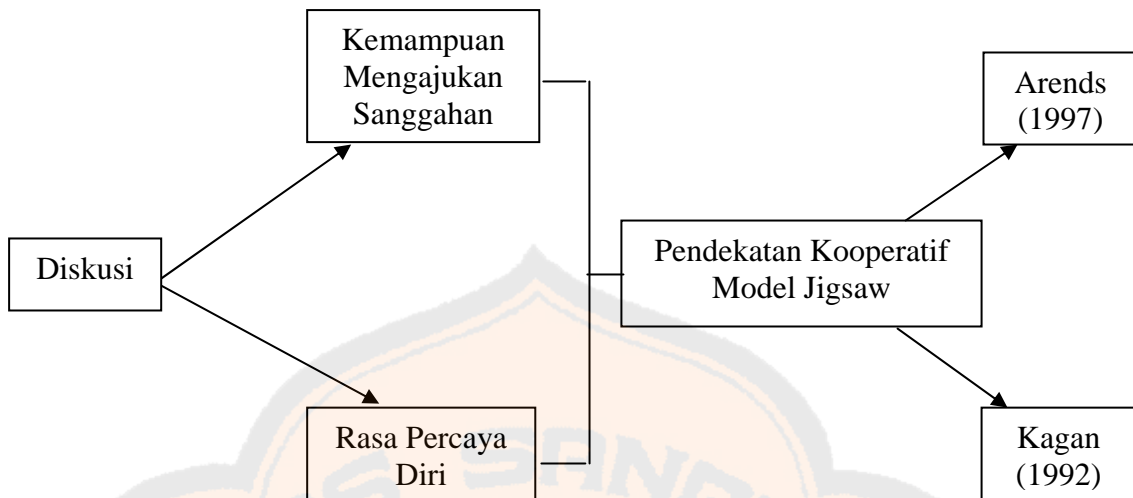 Kemampuan
Mengajukan
Sanggahan
Arends
(1997)
Diskusi
Pendekatan Kooperatif
Model Jigsaw
Rasa Percaya
Diri
Kagan
(1992)